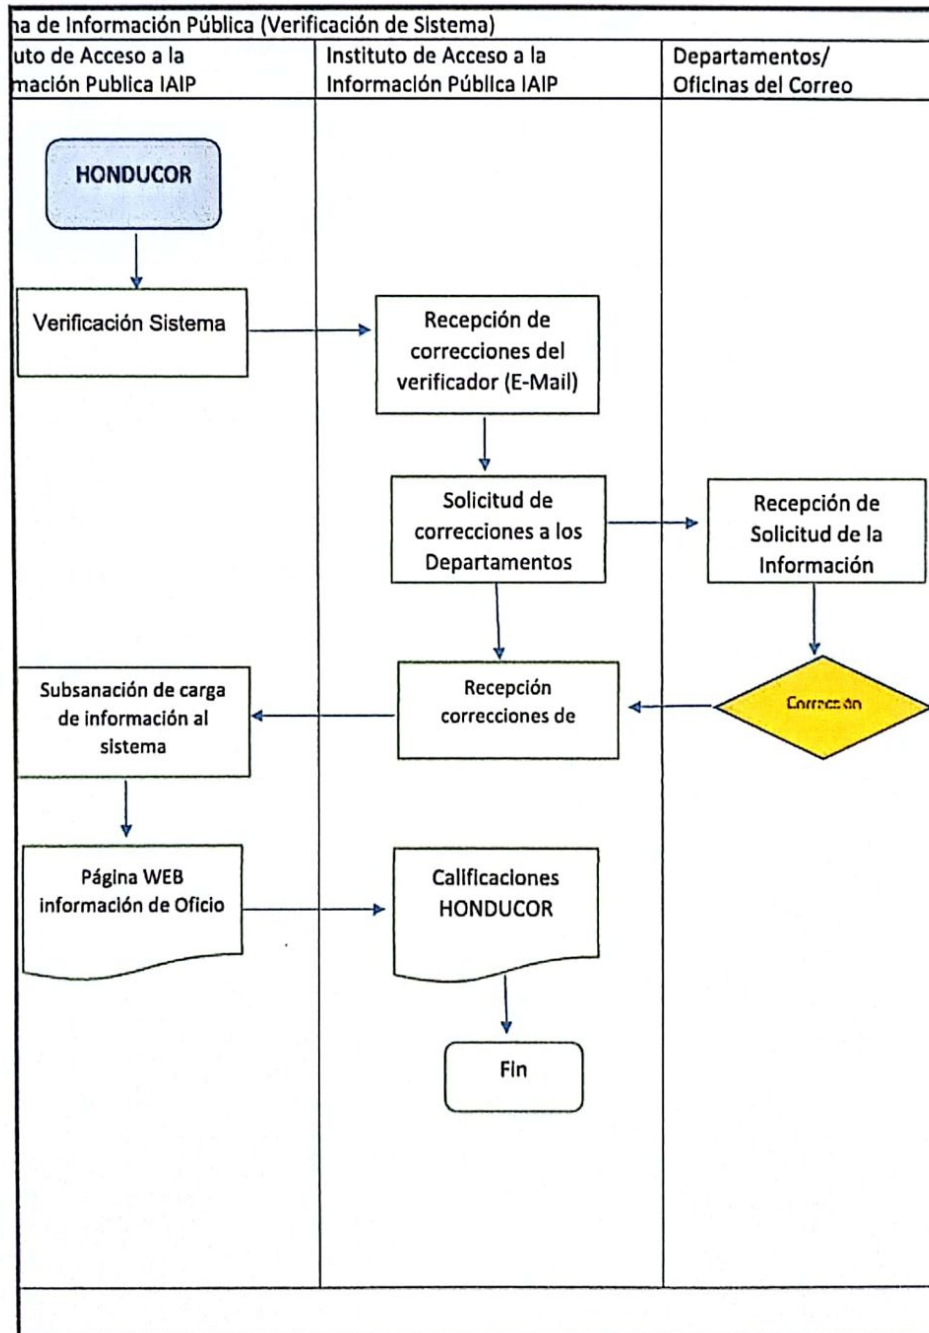 na de Información Pública (Verificación de Sistema)
uto de Acceso a la
mación Publica IAIP
Instituto de Acceso a la
Información Pública IAIP
Departamentos/
Oficinas del Correo
HONDUCOR
Verificación Sistema
Recepción de
correcciones del
verificador (E-Mail)
Solicitud de
correcciones a los
Departamentos
Recepción de
Solicitud de la
Información
Subsanación de carga
de información al
sistema
Recepción
correcciones de
Corrección
Página WEB
información de Oficio
Calificaciones
HONDUCOR
Fin